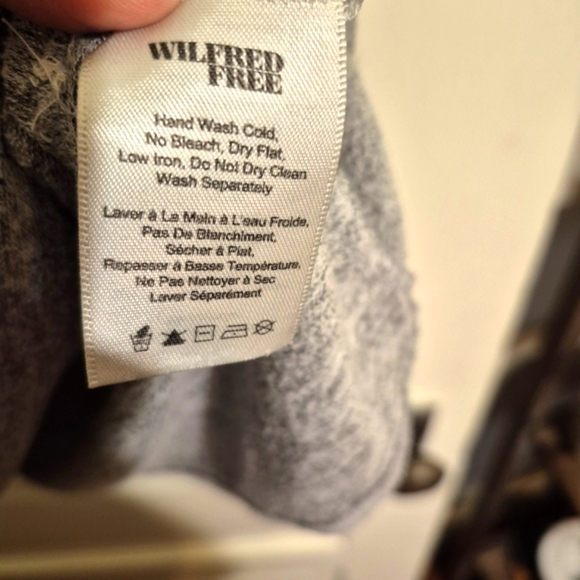 WILFRED
FREE
Hand Wash Cold,
No Bleach, Dry Flat,
Low Iron, Do Not Dry Clean
Wash Separately
Laver à La Main à L'eau Froide,
Pas De Blanchiment,
Sécher à Plat,
Repasser à Basse Température,
Ne Pas Nettoyer à Sec
Laver Séparément